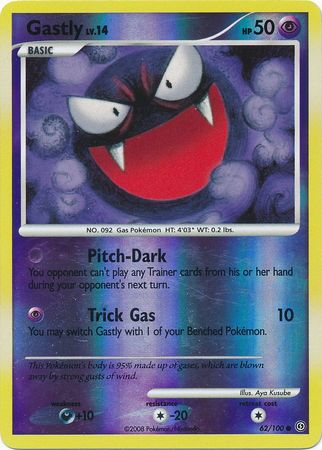 Gastly LV.14 HP 50
BASIC
NO. 092 Gas Pokémon HT: 4'03" WT: 0.2 lbs.
Pitch-Dark
You opponent can't play any Trainer cards from his or her hand
during your opponent's next turn.
Trick Gas 10
You may switch Gastly with 1 of your Benched Pokémon.
This Pokémon's body is 95% made up of gases, which are blown
away by strong gusts of wind.
Illus. Aya Kusube
weakness resistance retreat cost
+10 -20
©2008 Pokémon/Nintendo 62/100